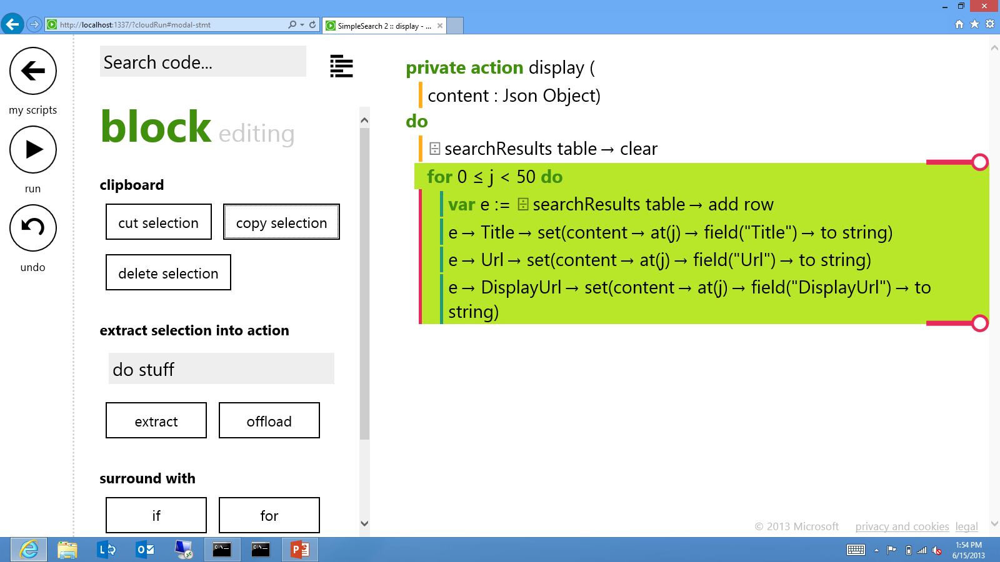 http://localhost:1337/?cloudRun#modal-stmt
SimpleSearch 2 :: display - ...
my scripts
run
undo
Search code...
block editing
clipboard
cut selection
copy selection
delete selection
extract selection into action
do stuff
extract
offload
surround with
if
for
private action display (
content : Json Object)
do
searchResults table → clear
for 0 ≤ j < 50 do
var e := searchResults table → add row
e → Title → set(content → at(j) → field("Title") → to string)
e → Url → set(content → at(j) → field("Url") → to string)
e → DisplayUrl → set(content → at(j) → field("DisplayUrl") → to
string)
© 2013 Microsoft privacy and cookies legal
1:54 PM
6/15/2013